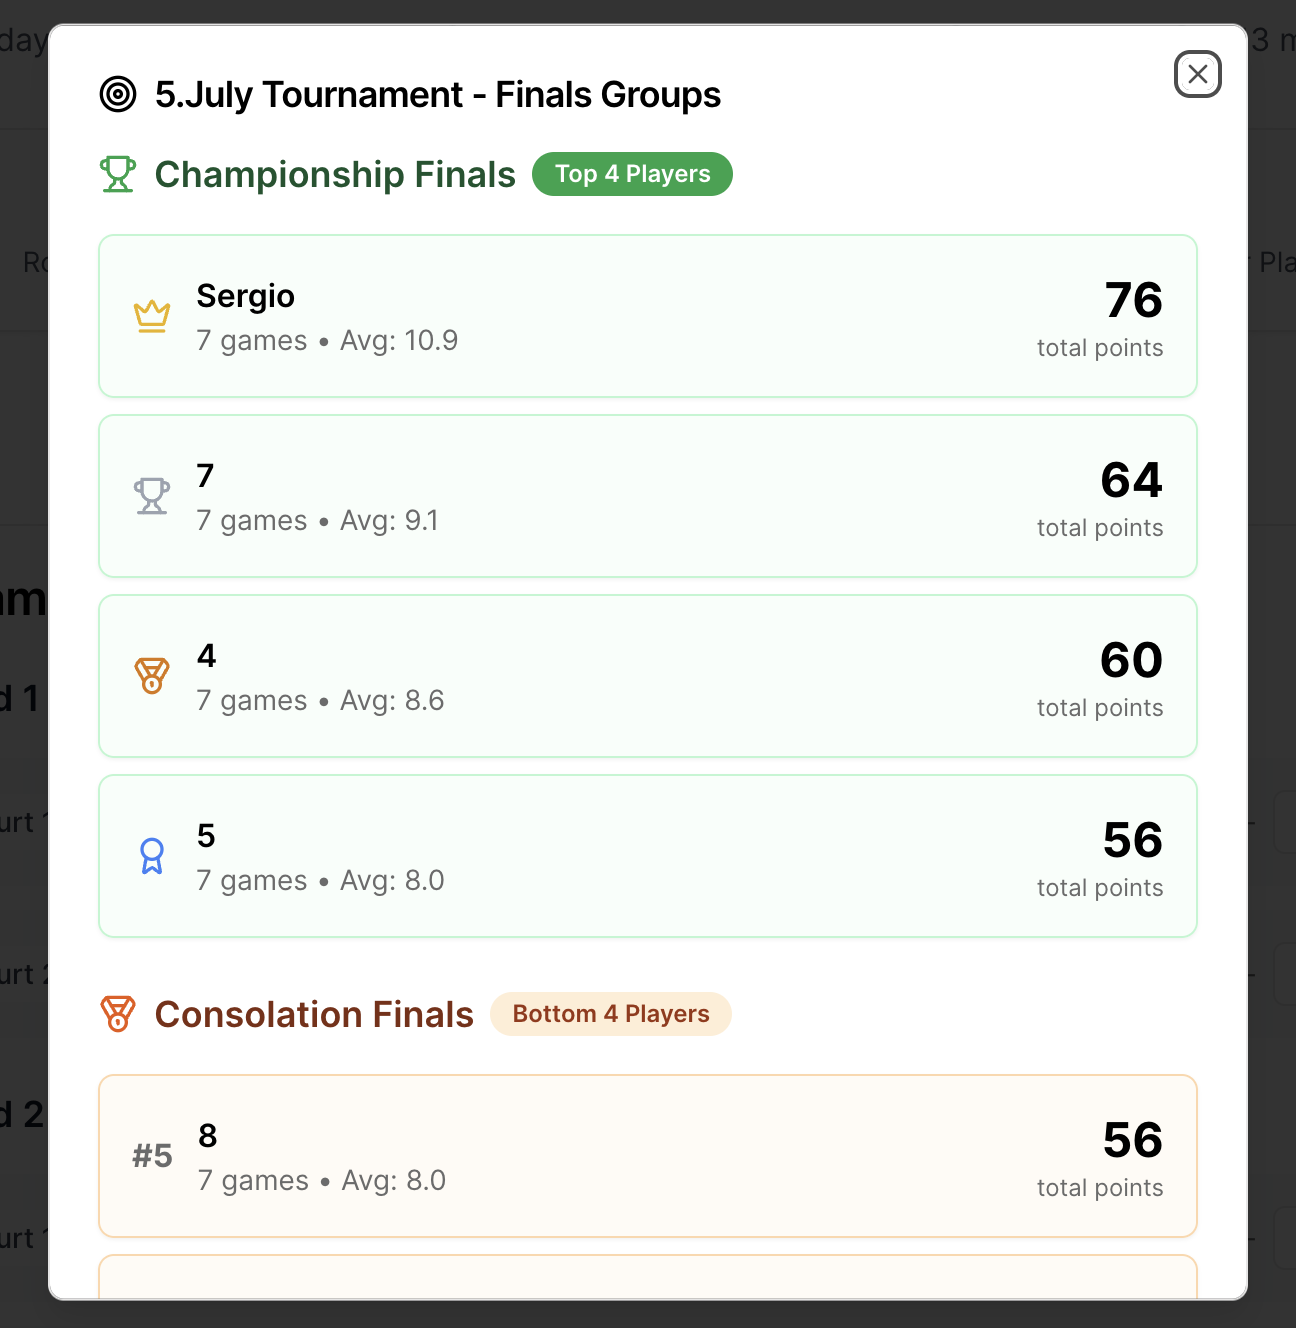 5.July Tournament - Finals Groups
Championship Finals Top 4 Players
Sergio
7 games • Avg: 10.9
76
total points
7
7 games • Avg: 9.1
64
total points
4
7 games • Avg: 8.6
60
total points
5
7 games • Avg: 8.0
56
total points
Consolation Finals Bottom 4 Players
#5
8
7 games • Avg: 8.0
56
total points